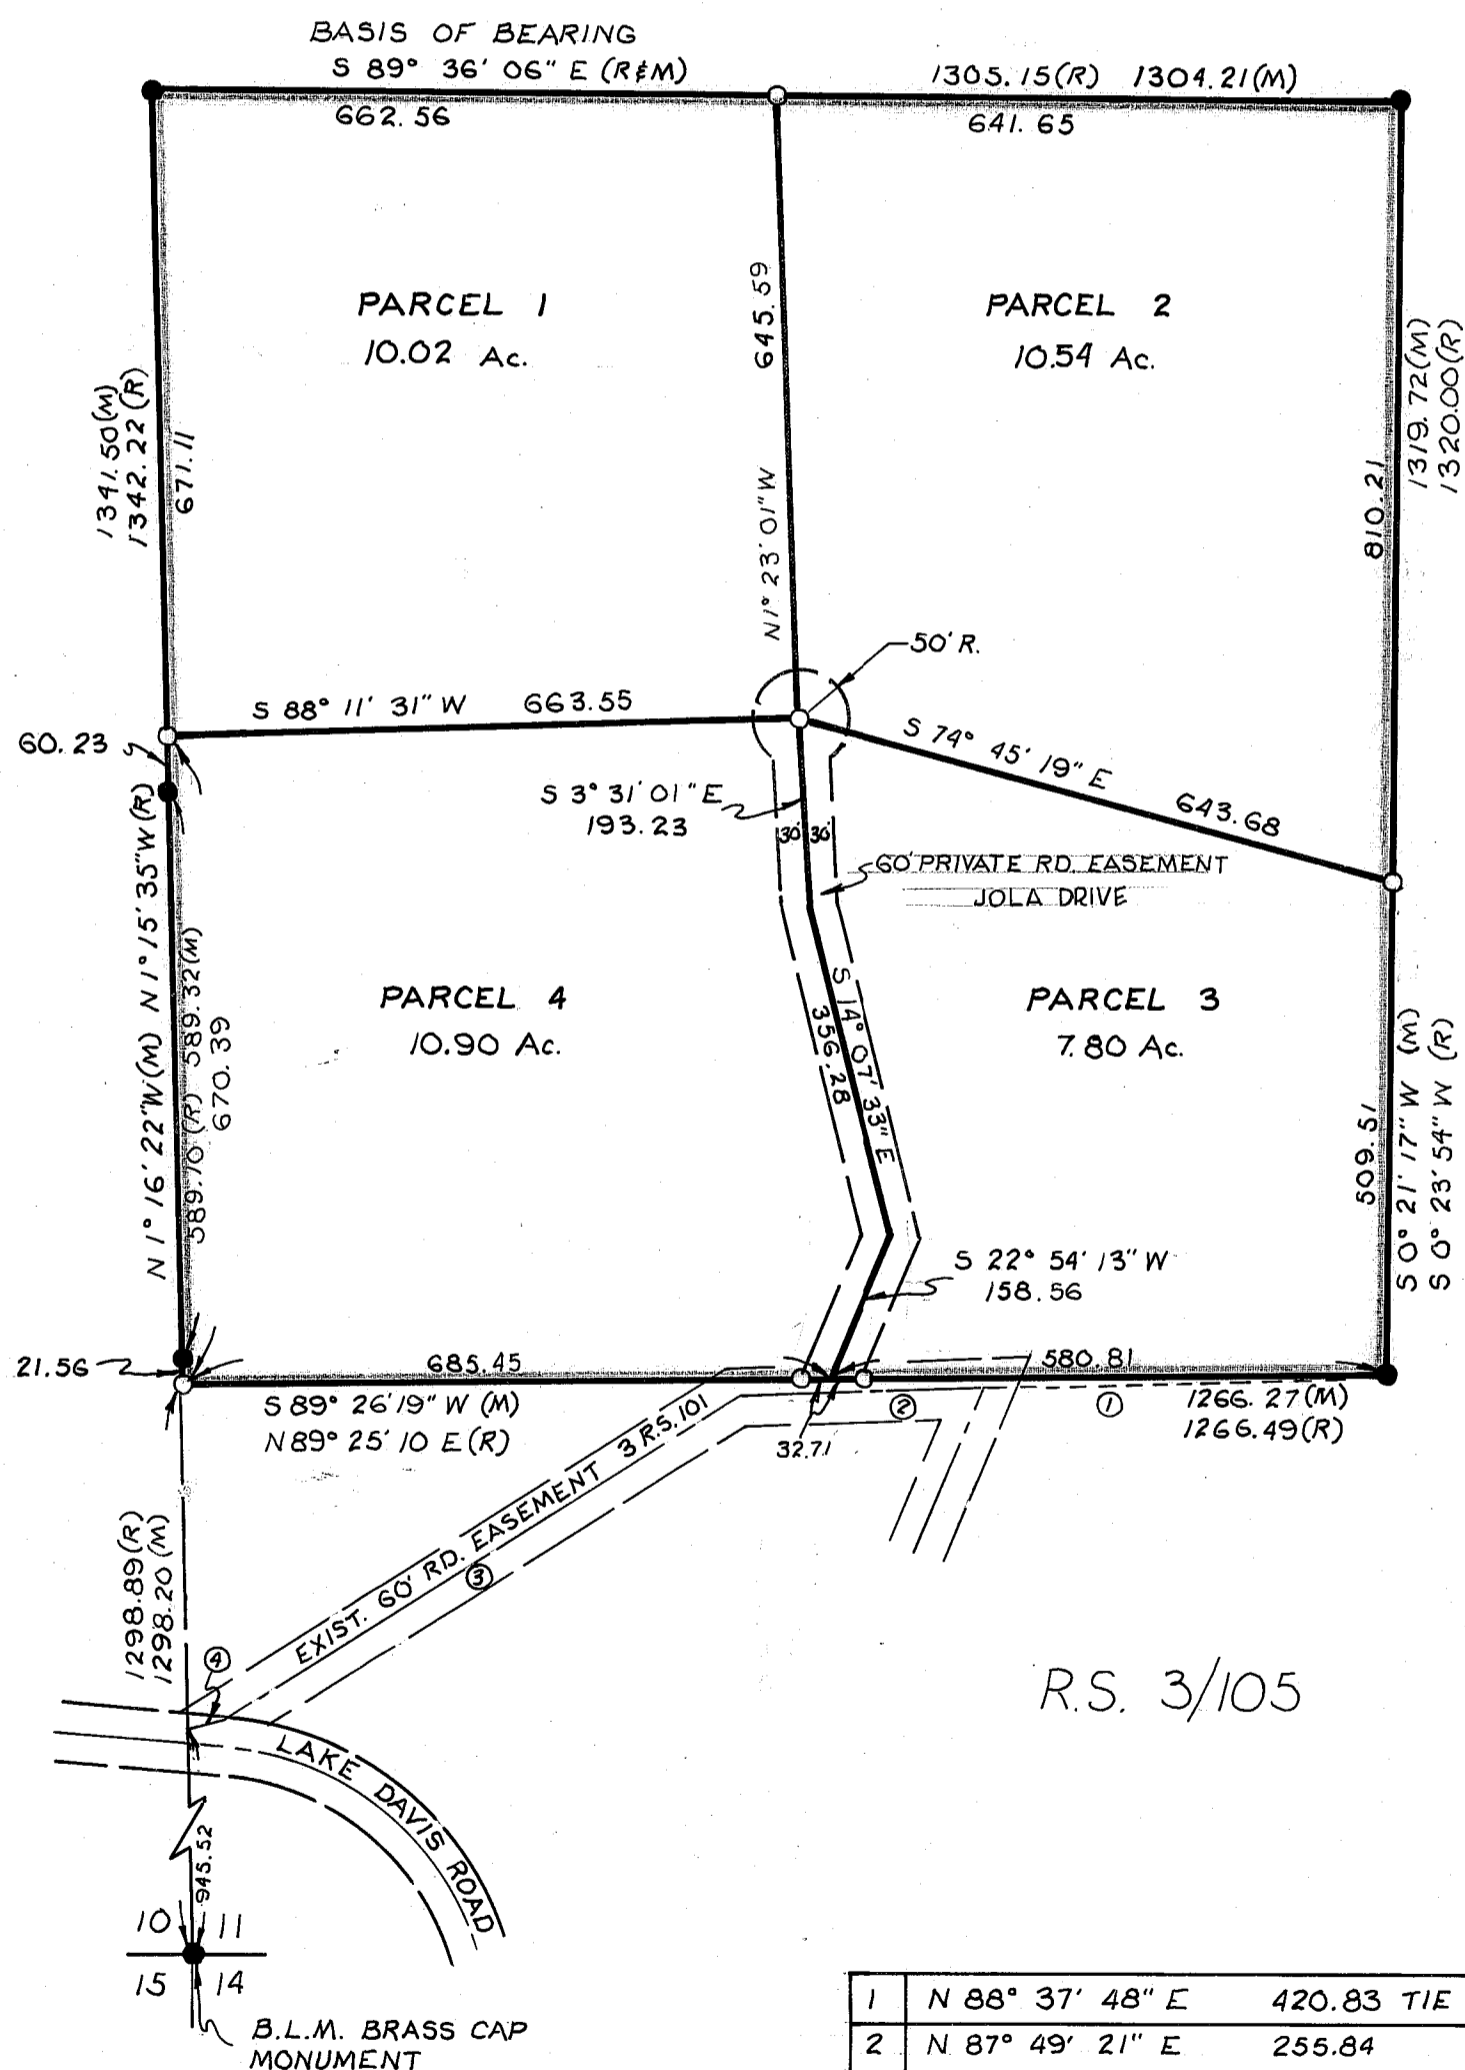 BASIS OF BEARING
S 89° 36' 06" E (R&M)
1305.15(R) 1304.21(M)
662.56
641.65
PARCEL 1
10.02 Ac.
PARCEL 2
10.54 Ac.
645.59
N1° 23' 01" W
1341.50(M)
1342.22(R)
671.11
1319.72(M)
1320.00(R)
810.21
50' R.
S 88° 11' 31" W 663.55
60.23
S 74° 45' 19" E
643.68
S 3° 31' 01" E
193.23
30' 30'
60' PRIVATE RD. EASEMENT
JOLA DRIVE
N 1° 16' 22" W (M) N 1° 15' 35" W (R)
589.10 (R) 589.32(M)
670.39
PARCEL 4
10.90 Ac.
S 14° 07' 33" E
356.28
PARCEL 3
7.80 Ac.
509.51
S 0° 21' 17" W (M)
S 0° 23' 54" W (R)
S 22° 54' 13" W
158.56
21.56
685.45
580.81
S 89° 26' 19" W (M)
N 89° 25' 10 E (R)
32.71
2
1
1266.27(M)
1266.49(R)
EXIST. 60' RD. EASEMENT 3 R.S. 101
3
1298.89(R)
1298.20(M)
4
R.S. 3/105
LAKE DAVIS ROAD
945.52
10 11
15 14
B.L.M. BRASS CAP
MONUMENT
1 N 88° 37' 48" E 420.83 TIE
2 N 87° 49' 21" E 255.84